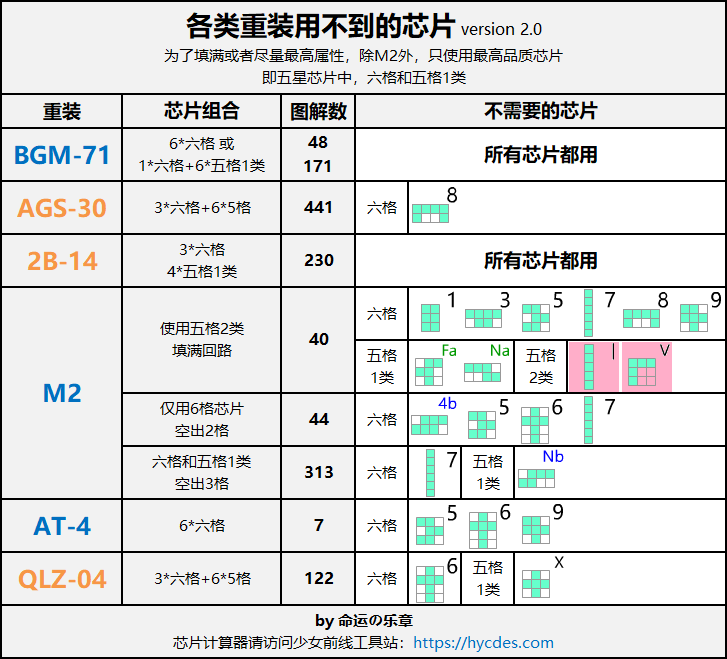 各类重装用不到的芯片 version 2.0
为了填满或者尽量最高属性，除M2外，只使用最高品质芯片
即五星芯片中，六格和五格1类
重装 芯片组合 图解数 不需要的芯片
BGM-71
6*六格 或
1*六格+6*五格1类
48
171
所有芯片都用
AGS-30 3*六格+6*5格 441 六格 8
2B-14
3*六格
4*五格1类
230
所有芯片都用
M2
使用五格2类
填满回路
40
六格 1 3 5 7 8 9
五格
1类
Fa Na
五格
2类
| V
仅用6格芯片
空出2格
44
六格 4b 5 6 7
六格和五格1类
空出3格
313
六格 7
五格
1类
Nb
AT-4 6*六格 7 六格 5 6 9
QLZ-04 3*六格+6*5格 122 六格 6
五格
1类
X
by 命运の乐章
芯片计算器请访问少女前线工具站：https://hycdes.com